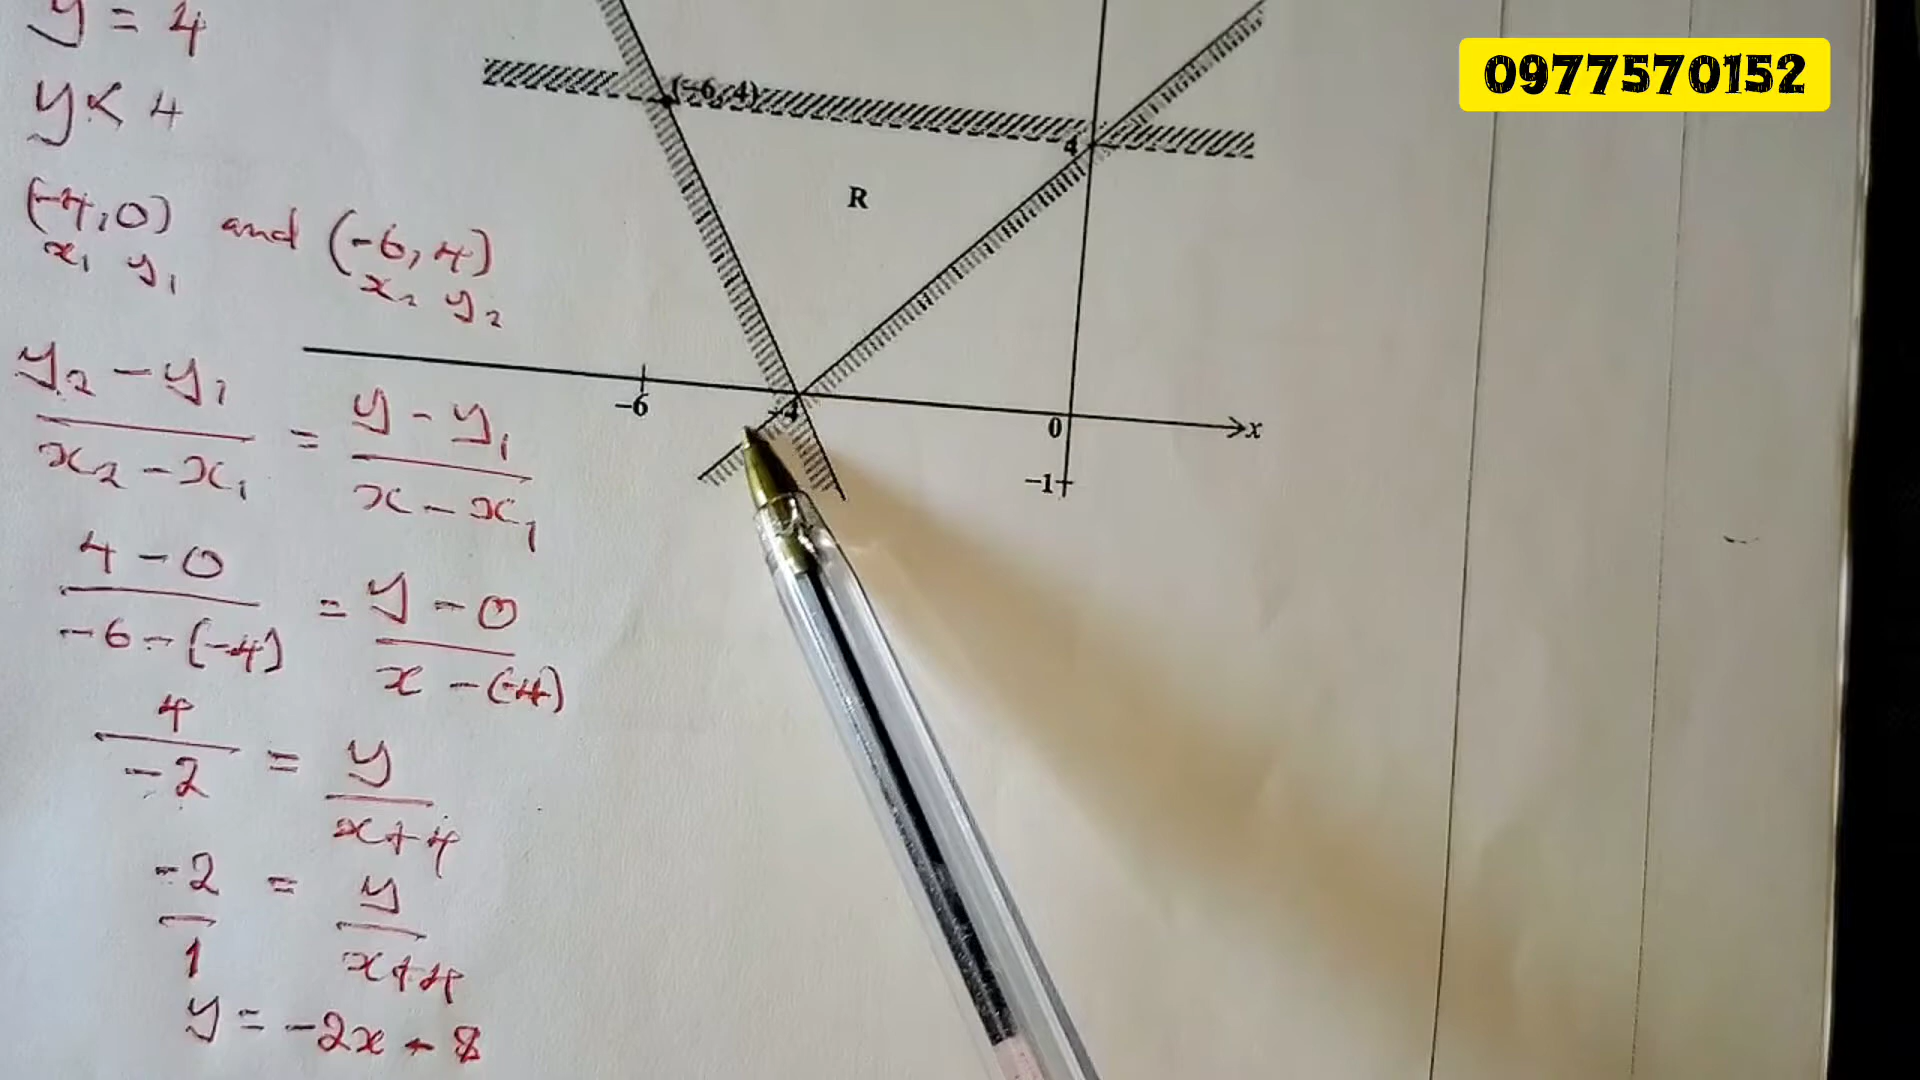 y = 4
y < 4
(-4,0) and (-6,4)
x₁ y₁ x₂ y₂
y₂ - y₁ / x₂ - x₁ = y - y₁ / x - x₁
4 - 0 / -6 - (-4) = y - 0 / x - (-4)
4 / -2 = y / x+4
-2 / 1 = y / x+4
y = -2x - 8
0977570152
(−6, 4)
4
R
−6
−4
0
x
−1